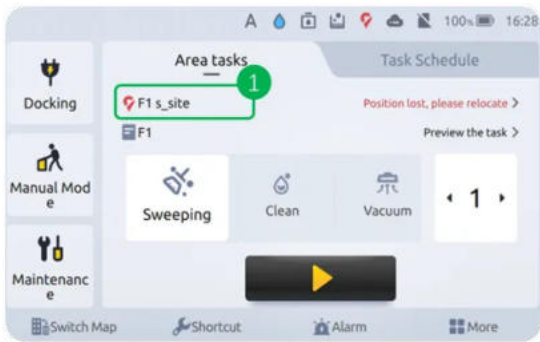 A 100% 16:28
Area tasks Task Schedule
1
Docking
F1 s_site Position lost, please relocate >
F1 Preview the task >
Manual Mod
e
Sweeping Clean Vacuum 1
Maintenanc
e
Switch Map Shortcut Alarm More